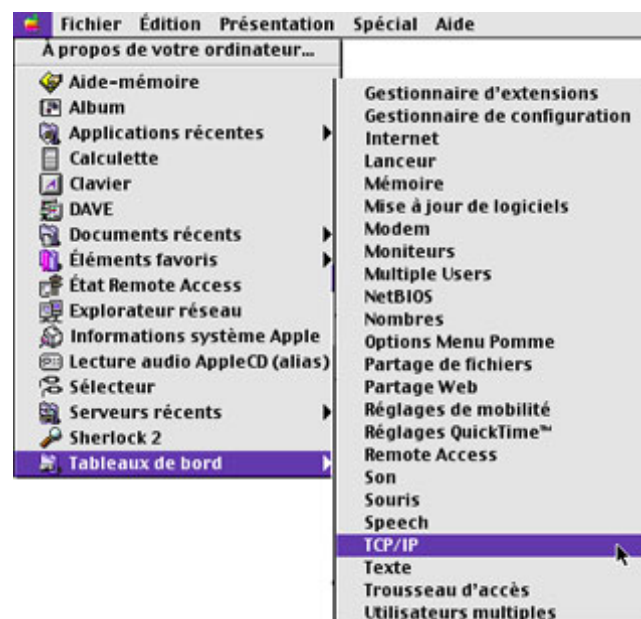 Fichier Édition Présentation Spécial Aide
À propos de votre ordinateur...
Aide-mémoire
Album
Applications récentes
Calculette
Clavier
DAVE
Documents récents
Éléments favoris
État Remote Access
Explorateur réseau
Informations système Apple
Lecture audio AppleCD (alias)
Sélecteur
Serveurs récents
Sherlock 2
Tableaux de bord
Gestionnaire d'extensions
Gestionnaire de configuration
Internet
Lanceur
Mémoire
Mise à jour de logiciels
Modem
Moniteurs
Multiple Users
NetBIOS
Nombres
Options Menu Pomme
Partage de fichiers
Partage Web
Réglages de mobilité
Réglages QuickTime™
Remote Access
Son
Souris
Speech
TCP/IP
Texte
Trousseau d'accès
Utilisateurs multiples